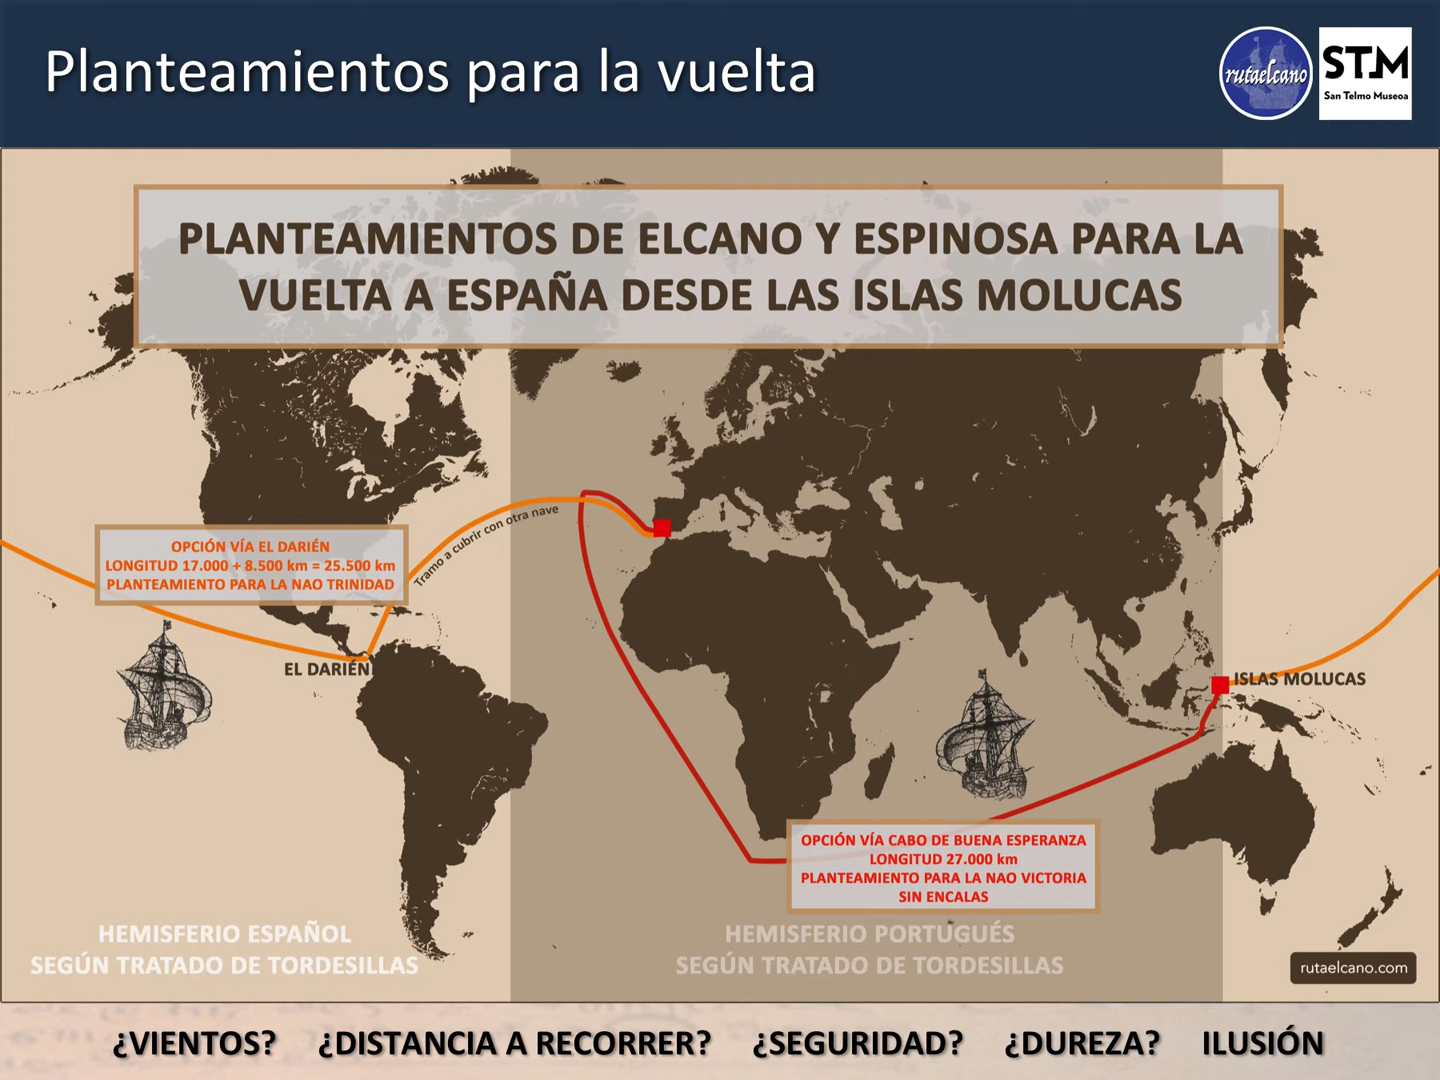 Planteamientos para la vuelta
rutaelcano
STM
San Telmo Museoa
PLANTEAMIENTOS DE ELCANO Y ESPINOSA PARA LA
VUELTA A ESPAÑA DESDE LAS ISLAS MOLUCAS
Tramo a cubrir con otra nave
OPCIÓN VÍA EL DARIÉN
LONGITUD 17.000 + 8.500 km = 25.500 km
PLANTEAMIENTO PARA LA NAO TRINIDAD
EL DARIÉN
ISLAS MOLUCAS
OPCIÓN VÍA CABO DE BUENA ESPERANZA
LONGITUD 27.000 km
PLANTEAMIENTO PARA LA NAO VICTORIA
SIN ENCALAS
HEMISFERIO ESPAÑOL
SEGÚN TRATADO DE TORDESILLAS
HEMISFERIO PORTUGUÉS
SEGÚN TRATADO DE TORDESILLAS
rutaelcano.com
¿VIENTOS? ¿DISTANCIA A RECORRER? ¿SEGURIDAD? ¿DUREZA? ILUSIÓN